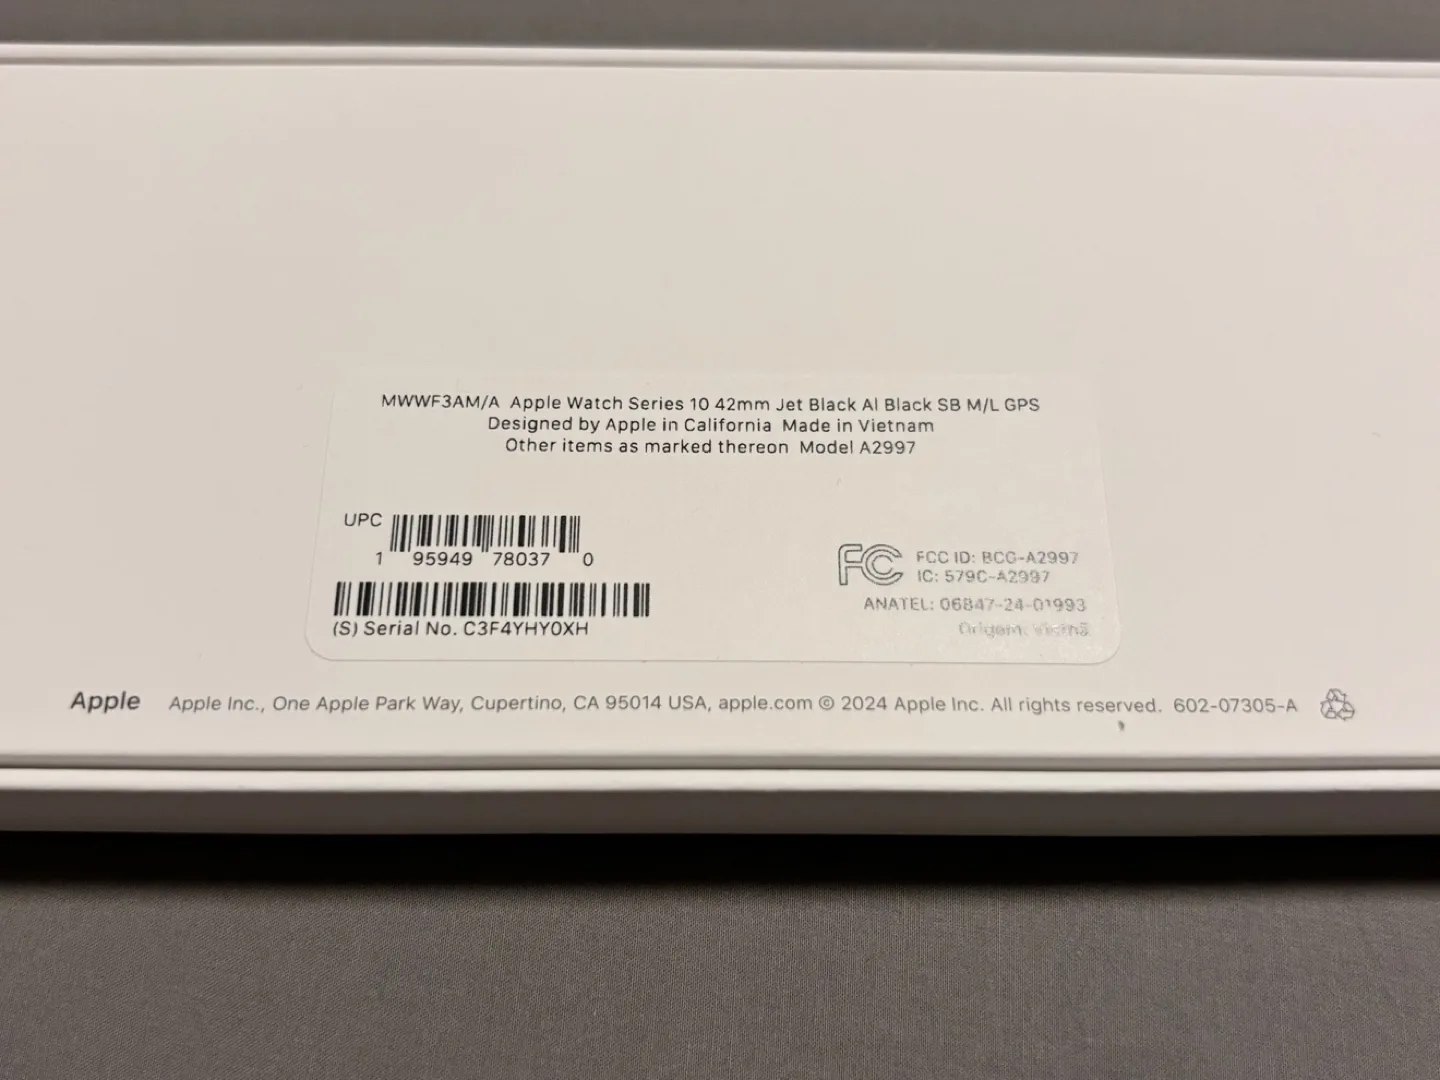 MWWF3AM/A Apple Watch Series 10 42mm Jet Black Al Black SB M/L GPS
Designed by Apple in California Made in Vietnam
Other items as marked thereon Model A2997
UPC
1 95949 78037 0
(S) Serial No. C3F4YHY0XH
FC
FCC ID: BCG-A2997
IC: 579C-A2997
ANATEL: 06847-24-01993
Origem: Vietnã
Apple Apple Inc., One Apple Park Way, Cupertino, CA 95014 USA, apple.com © 2024 Apple Inc. All rights reserved. 602-07305-A